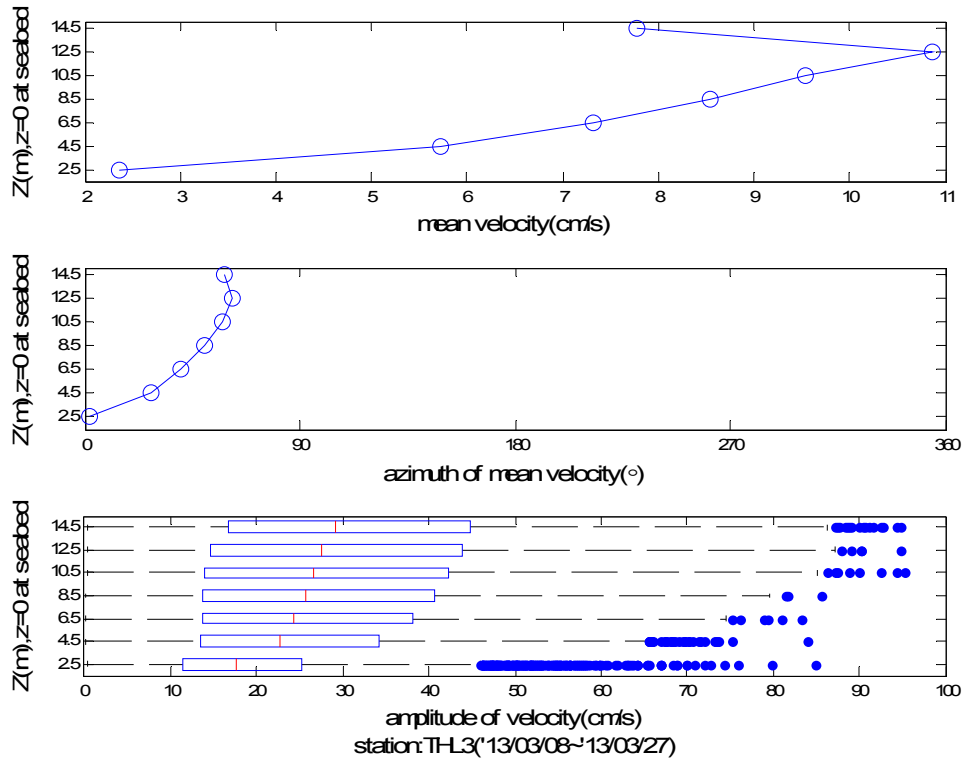 14.5
12.5
10.5
8.5
6.5
4.5
2.5
Z(m),z=0 at seabed
2 3 4 5 6 7 8 9 10 11
mean velocity(cm/s)
14.5
12.5
10.5
8.5
6.5
4.5
2.5
Z(m),z=0 at seabed
0 90 180 270 360
azimuth of mean velocity(°)
14.5
12.5
10.5
8.5
6.5
4.5
2.5
Z(m),z=0 at seabed
0 10 20 30 40 50 60 70 80 90 100
amplitude of velocity(cm/s)
station:THL3('13/03/08~'13/03/27)